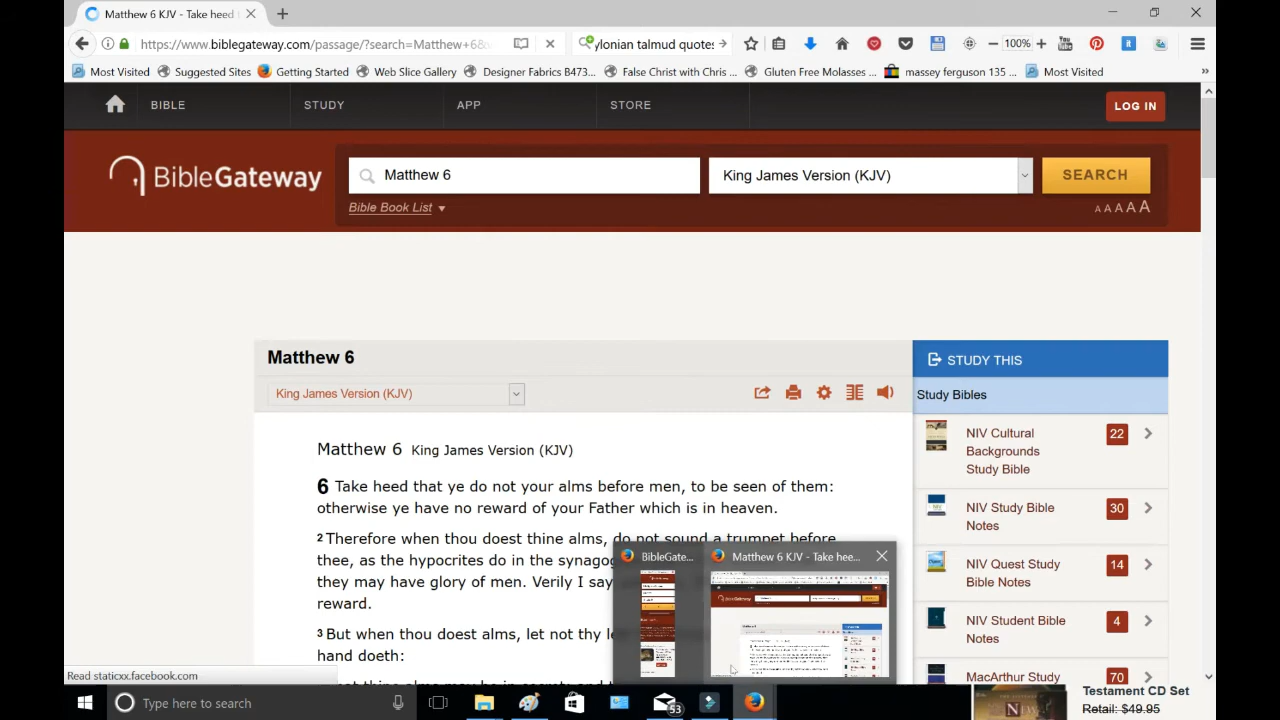 Matthew 6 KJV - Take heed t
https://www.biblegateway.com/passage/?search=Matthew+6&
ylonian talmud quotes
100%
You
Tube
Most Visited
Suggested Sites
Getting Started
Web Slice Gallery
Designer Fabrics B473...
False Christ with Chris ...
Gluten Free Molasses ...
massey ferguson 135 ...
Most Visited
BIBLE
STUDY
APP
STORE
LOG IN
BibleGateway
Matthew 6
King James Version (KJV)
SEARCH
Bible Book List
A A A A A
Matthew 6
STUDY THIS
King James Version (KJV)
Study Bibles
Matthew 6 King James Version (KJV)
6 Take heed that ye do not your alms before men, to be seen of them:
otherwise ye have no reward of your Father which is in heaven.
2 Therefore when thou doest thine alms, do not sound a trumpet before
thee, as the hypocrites do in the synagog
they may have glory of men. Verily I say
reward.
3 But when thou doest alms, let not thy le
hand doeth:
NIV Cultural
Backgrounds
Study Bible
22
NIV Study Bible
Notes
30
NIV Quest Study
Bible Notes
14
NIV Student Bible
Notes
4
MacArthur Study
70
BibleGate...
Matthew 6 KJV - Take hee...
Read staticxx.facebook.com
Type here to search
53
Testament CD Set
Retail: $49.95